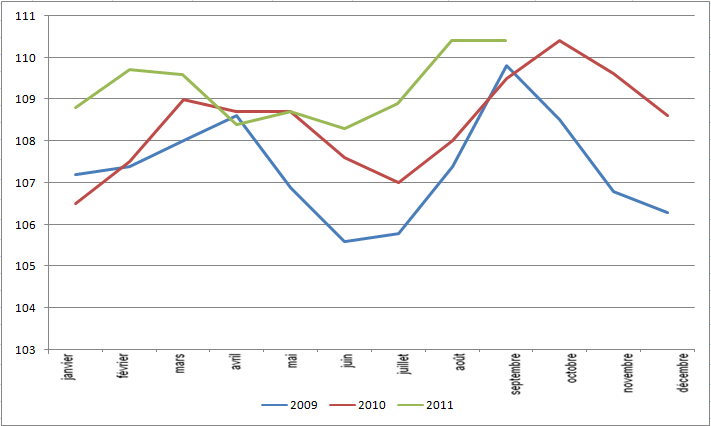 111
110
109
108
107
106
105
104
103
janvier
février
mars
avril
mai
juin
juillet
août
septembre
octobre
novembre
décembre
2009 2010 2011